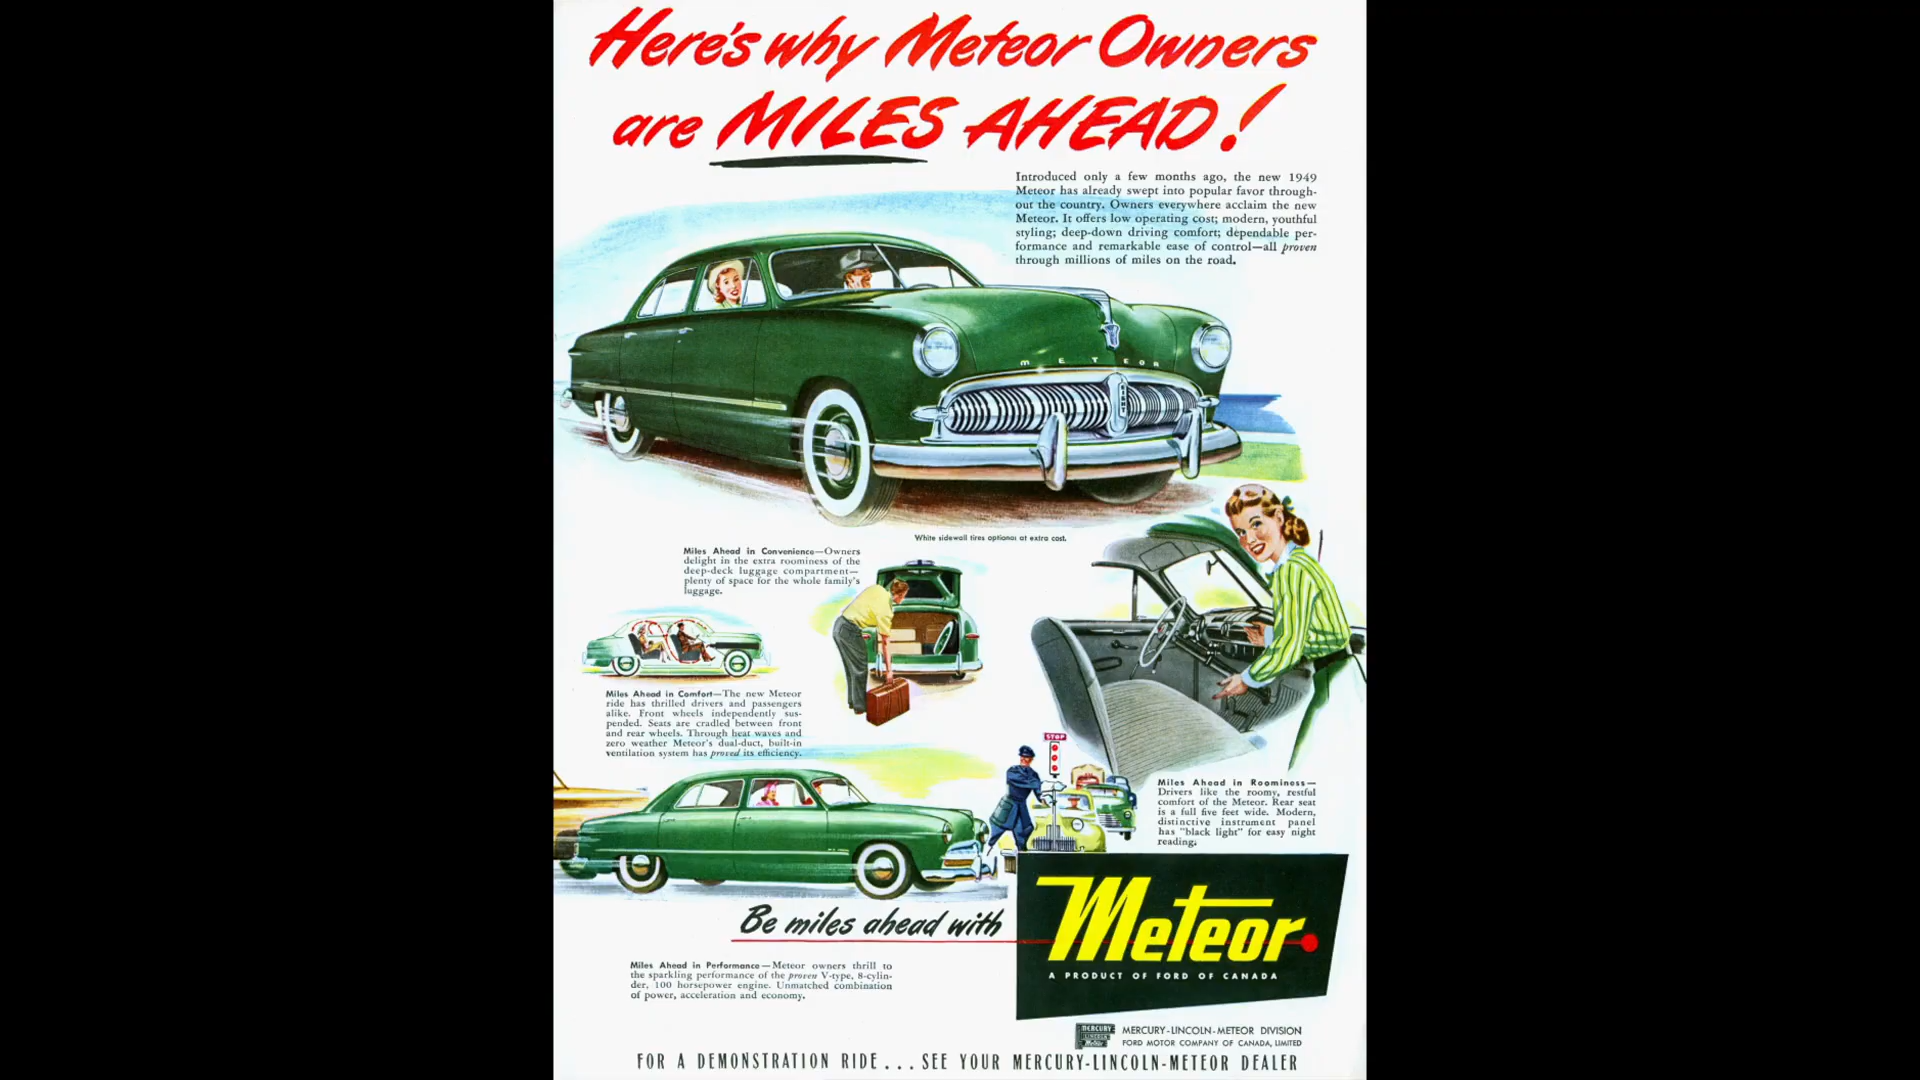 Here's why Meteor Owners
are MILES AHEAD!
Introduced only a few months ago, the new 1949
Meteor has already swept into popular favor through-
out the country. Owners everywhere acclaim the new
Meteor. It offers low operating cost; modern, youthful
styling; deep-down driving comfort; dependable per-
formance and remarkable ease of control—all proven
through millions of miles on the road.
METEOR
EIGHT
White sidewall tires optional at extra cost.
Miles Ahead in Convenience—Owners
delight in the extra roominess of the
deep-deck luggage compartment—
plenty of space for the whole family's
luggage.
Miles Ahead in Comfort—The new Meteor
ride has thrilled drivers and passengers
alike. Front wheels independently sus-
pended. Seats are cradled between front
and rear wheels. Through heat waves and
zero weather Meteor's dual-duct, built-in
ventilation system has proved its efficiency.
STOP
Miles Ahead in Roominess—
Drivers like the roomy, restful
comfort of the Meteor. Rear seat
is a full five feet wide. Modern,
distinctive instrument panel
has "black light" for easy night
reading.
Be miles ahead with
Meteor
A PRODUCT OF FORD OF CANADA
Miles Ahead in Performance—Meteor owners thrill to
the sparkling performance of the proven V-type, 8-cylin-
der, 100 horsepower engine. Unmatched combination
of power, acceleration and economy.
MERCURY
LINCOLN
Meteor
MERCURY-LINCOLN-METEOR DIVISION
FORD MOTOR COMPANY OF CANADA, LIMITED
FOR A DEMONSTRATION RIDE... SEE YOUR MERCURY-LINCOLN-METEOR DEALER